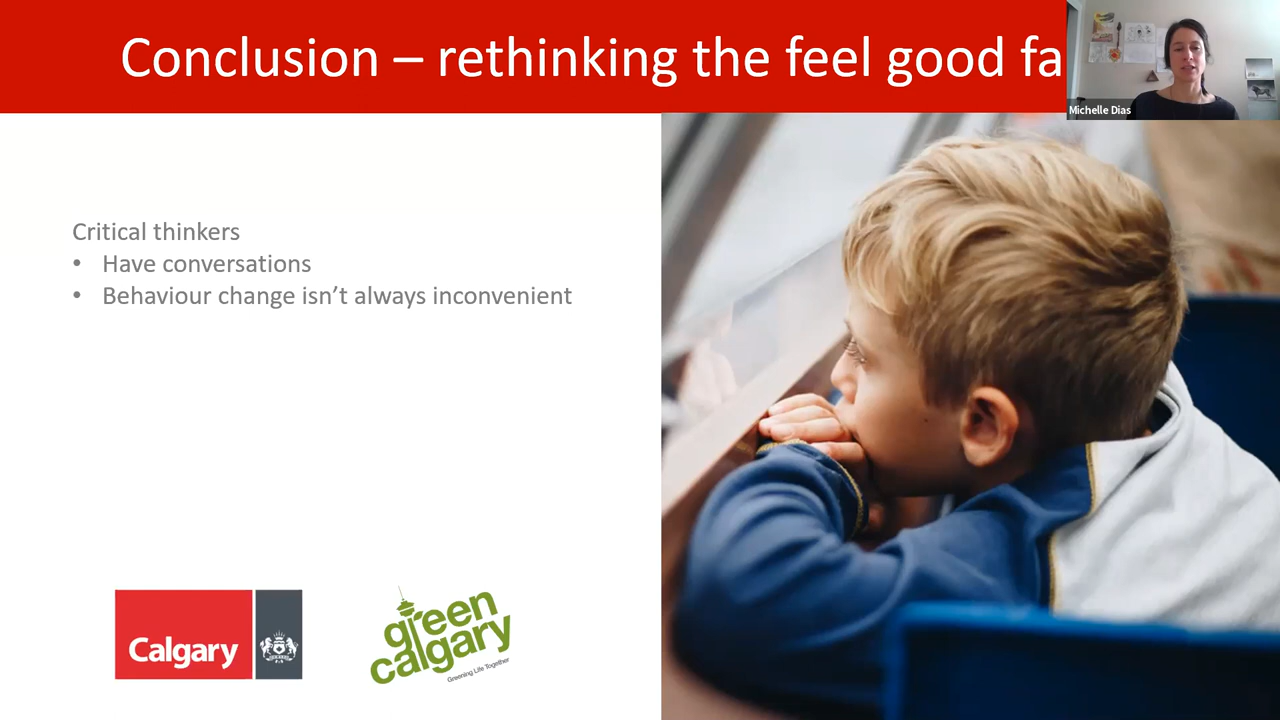 Conclusion – rethinking the feel good fa
Michelle Dias
Critical thinkers
• Have conversations
• Behaviour change isn’t always inconvenient
Calgary
green
calgary
Greening Life Together